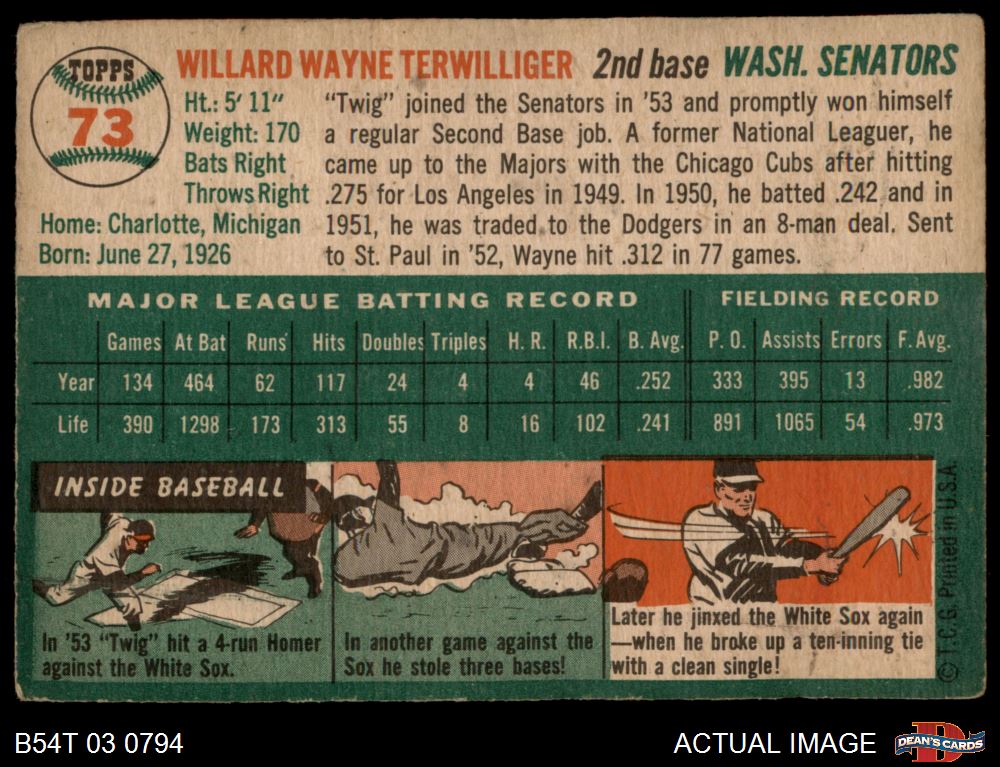 TOPPS
73
WILLARD WAYNE TERWILLIGER 2nd base WASH. SENATORS
Ht.: 5' 11"
Weight: 170
Bats Right
Throws Right
Home: Charlotte, Michigan
Born: June 27, 1926
"Twig" joined the Senators in '53 and promptly won himself
a regular Second Base job. A former National Leaguer, he
came up to the Majors with the Chicago Cubs after hitting
.275 for Los Angeles in 1949. In 1950, he batted .242 and in
1951, he was traded to the Dodgers in an 8-man deal. Sent
to St. Paul in '52, Wayne hit .312 in 77 games.
MAJOR LEAGUE BATTING RECORD FIELDING RECORD
Games At Bat Runs Hits Doubles Triples H. R. R.B.I. B. Avg. P. O. Assists Errors F. Avg.
Year 134 464 62 117 24 4 4 46 .252 333 395 13 .982
Life 390 1298 173 313 55 8 16 102 .241 891 1065 54 .973
INSIDE BASEBALL
In '53 "Twig" hit a 4-run Homer
against the White Sox.
In another game against the
Sox he stole three bases!
Later he jinxed the White Sox again
—when he broke up a ten-inning tie
with a clean single!
© T.C.G. Printed in U.S.A.
B54T 03 0794
ACTUAL IMAGE
DEAN'S CARDS